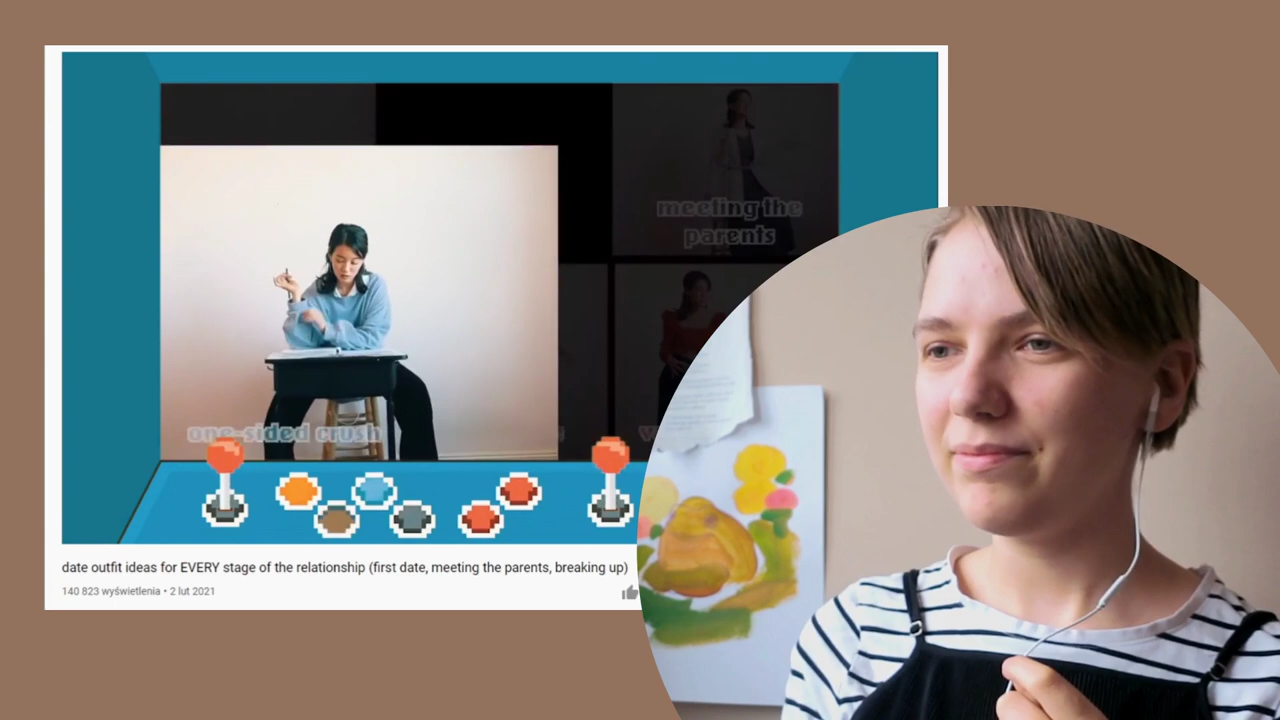 meeting the
parents
one-sided crush
date outfit ideas for EVERY stage of the relationship (first date, meeting the parents, breaking up)
140 823 wyświetlenia • 2 lut 2021